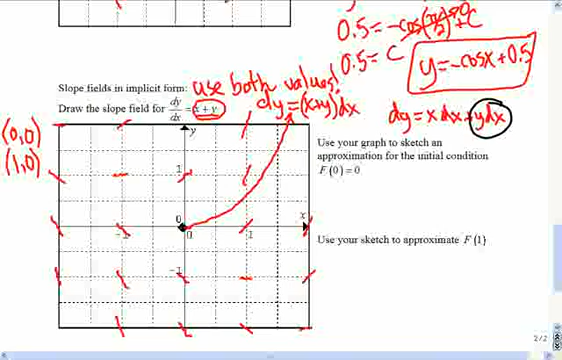 0.5 = -cos(π/2) + C
0.5 = C
y = -cos x + 0.5
Slope fields in implicit form: use both values!
Draw the slope field for dy/dx = x + y
dy = (x+y)dx
dy = x dx + y dx
(0,0)
(1,0)
y
1
0
x
-1
0
1
-1
Use your graph to sketch an
approximation for the initial condition
F(0) = 0
Use your sketch to approximate F(1)
2/2